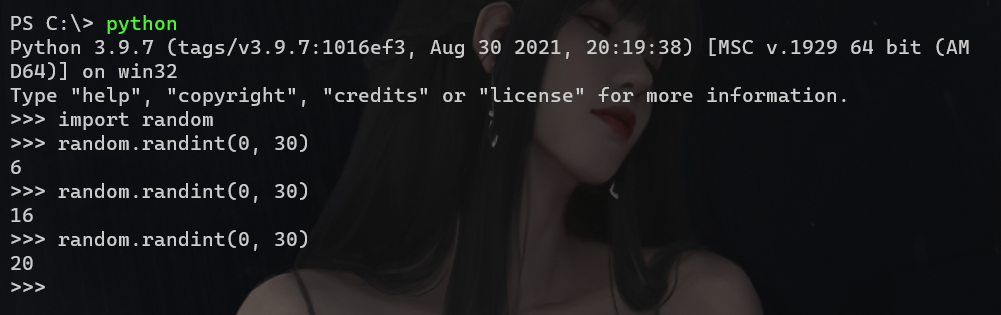 PS C:\> python
Python 3.9.7 (tags/v3.9.7:1016ef3, Aug 30 2021, 20:19:38) [MSC v.1929 64 bit (AM
D64)] on win32
Type "help", "copyright", "credits" or "license" for more information.
>>> import random
>>> random.randint(0, 30)
6
>>> random.randint(0, 30)
16
>>> random.randint(0, 30)
20
>>>